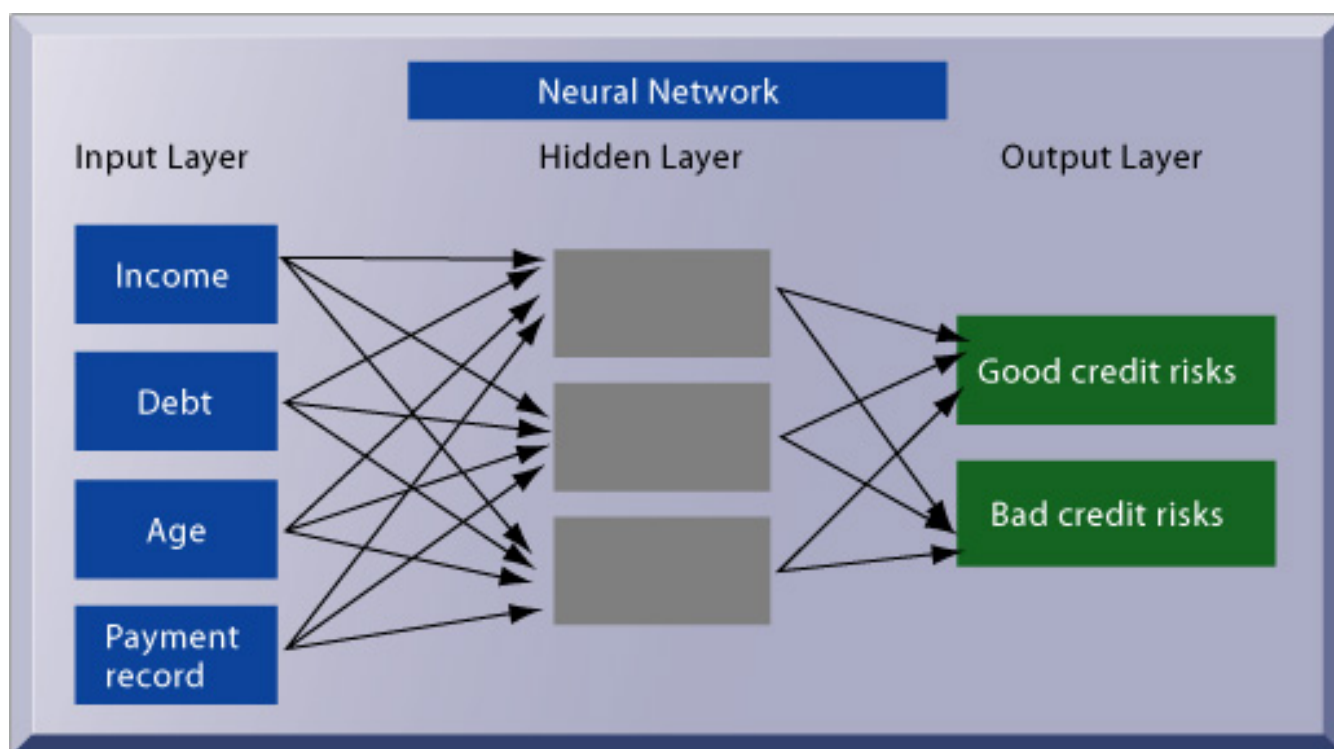 Neural Network
Input Layer
Hidden Layer
Output Layer
Income
Debt
Age
Payment
record
Good credit risks
Bad credit risks